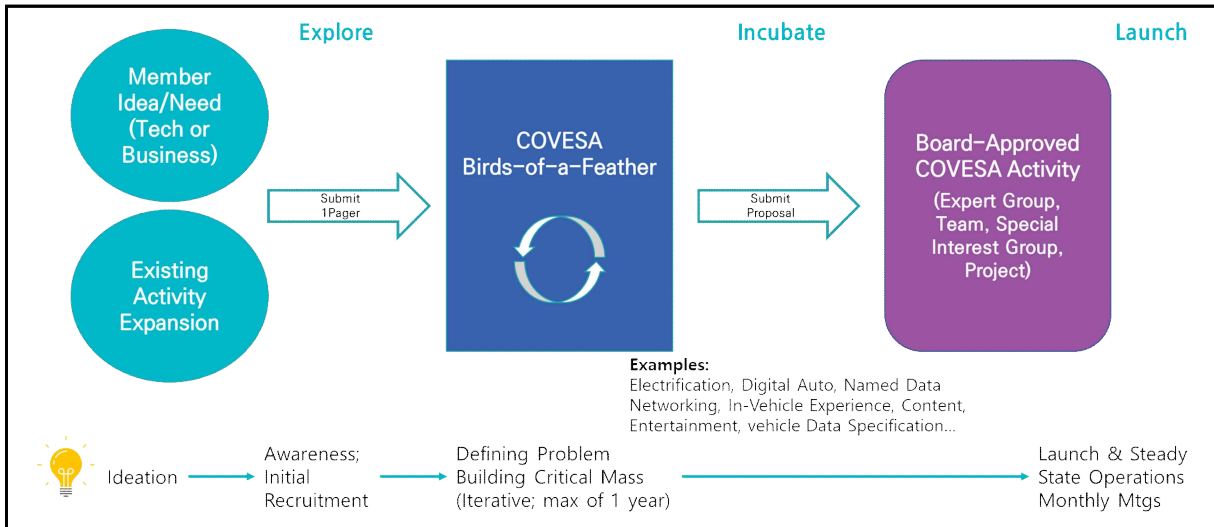 Explore
Incubate
Launch
Member
Idea/Need
(Tech or
Business)
Existing
Activity
Expansion
Submit
1Pager
COVESA
Birds-of-a-Feather
Submit
Proposal
Board-Approved
COVESA Activity
(Expert Group,
Team, Special
Interest Group,
Project)
Examples:
Electrification, Digital Auto, Named Data
Networking, In-Vehicle Experience, Content,
Entertainment, vehicle Data Specification...
Ideation
Awareness;
Initial
Recruitment
Defining Problem
Building Critical Mass
(Iterative; max of 1 year)
Launch & Steady
State Operations
Monthly Mtgs